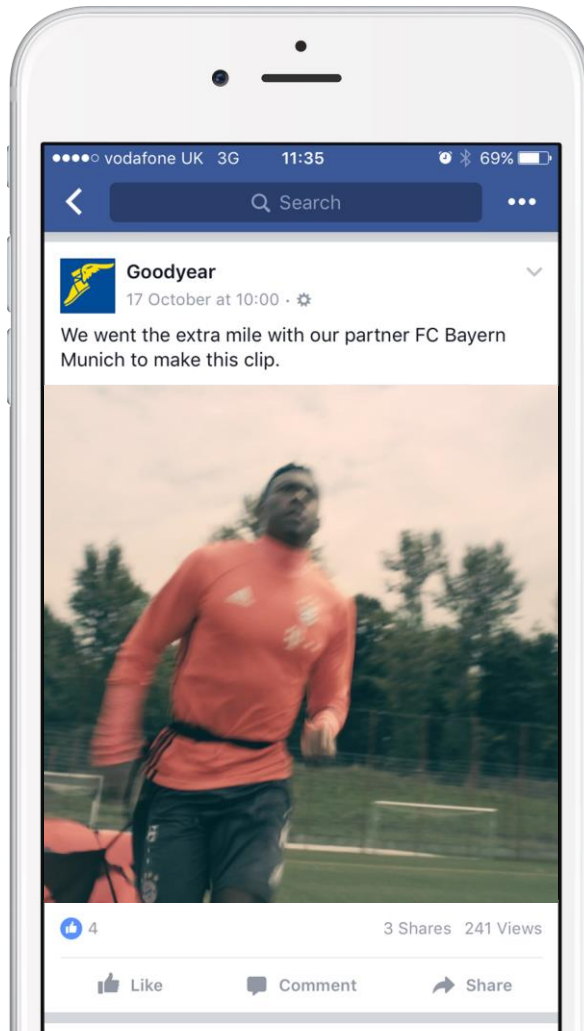 vodafone UK 3G 11:35 69%
Search
Goodyear
17 October at 10:00
We went the extra mile with our partner FC Bayern
Munich to make this clip.
4 3 Shares 241 Views
Like Comment Share